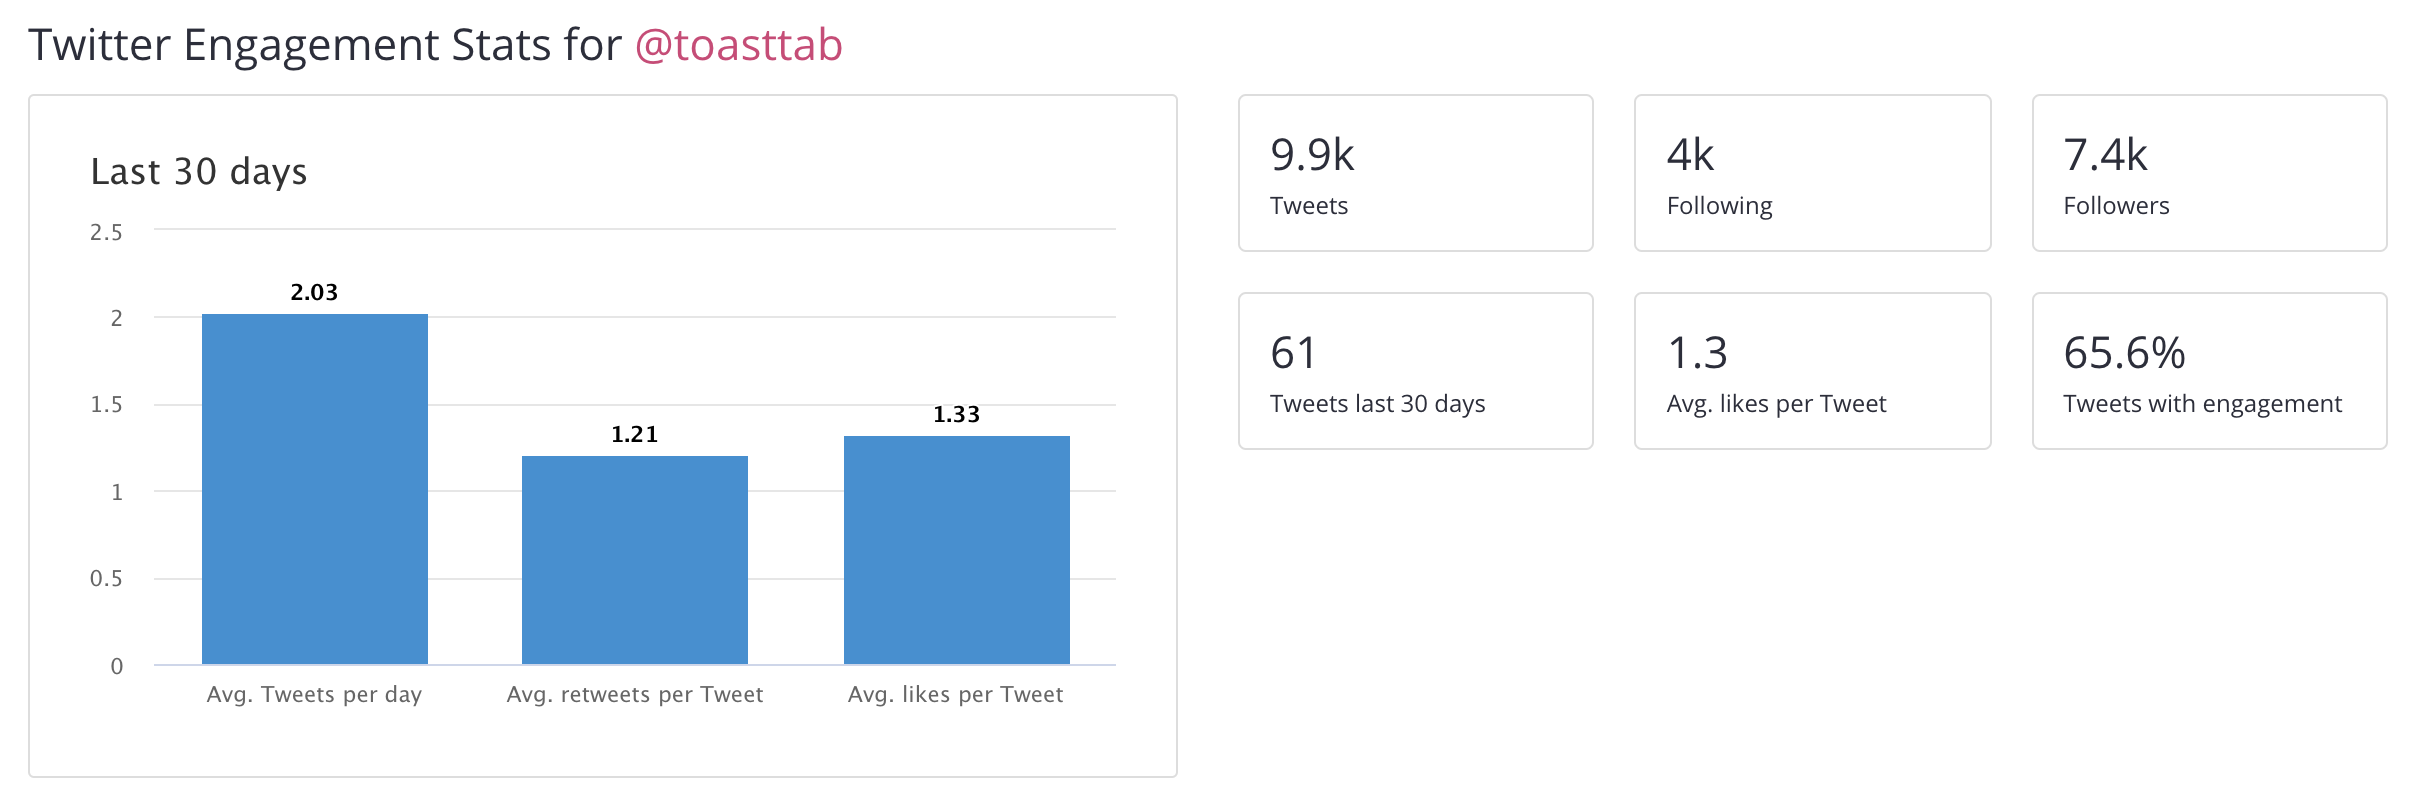 Twitter Engagement Stats for @toasttab
Last 30 days
2.5
2
1.5
1
0.5
0
2.03
1.21
1.33
Avg. Tweets per day
Avg. retweets per Tweet
Avg. likes per Tweet
9.9k
Tweets
4k
Following
7.4k
Followers
61
Tweets last 30 days
1.3
Avg. likes per Tweet
65.6%
Tweets with engagement